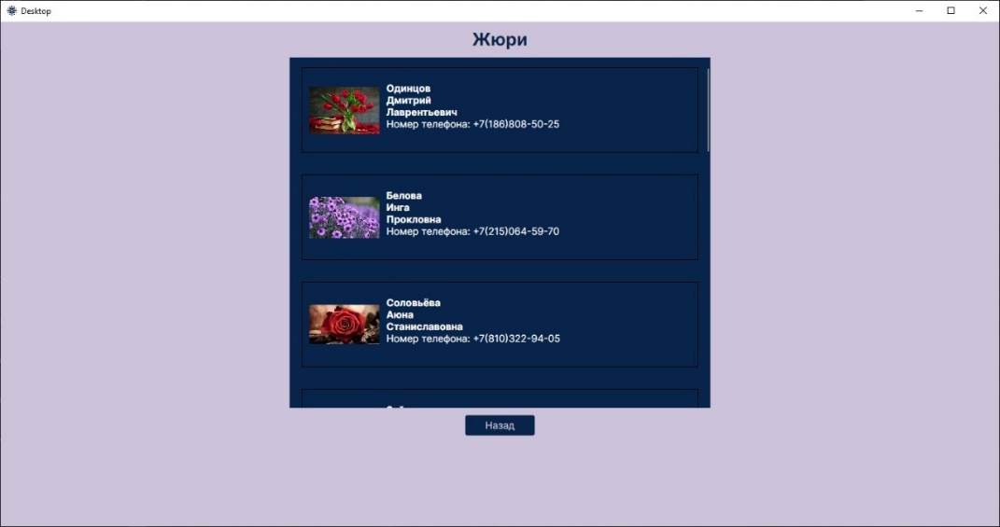 Desktop
Жюри
Одинцов
Дмитрий
Лаврентьевич
Номер телефона: +7(186)808-50-25
Белова
Инга
Прокловна
Номер телефона: +7(215)064-59-70
Соловьёва
Аюна
Станиславовна
Номер телефона: +7(810)322-94-05
Назад